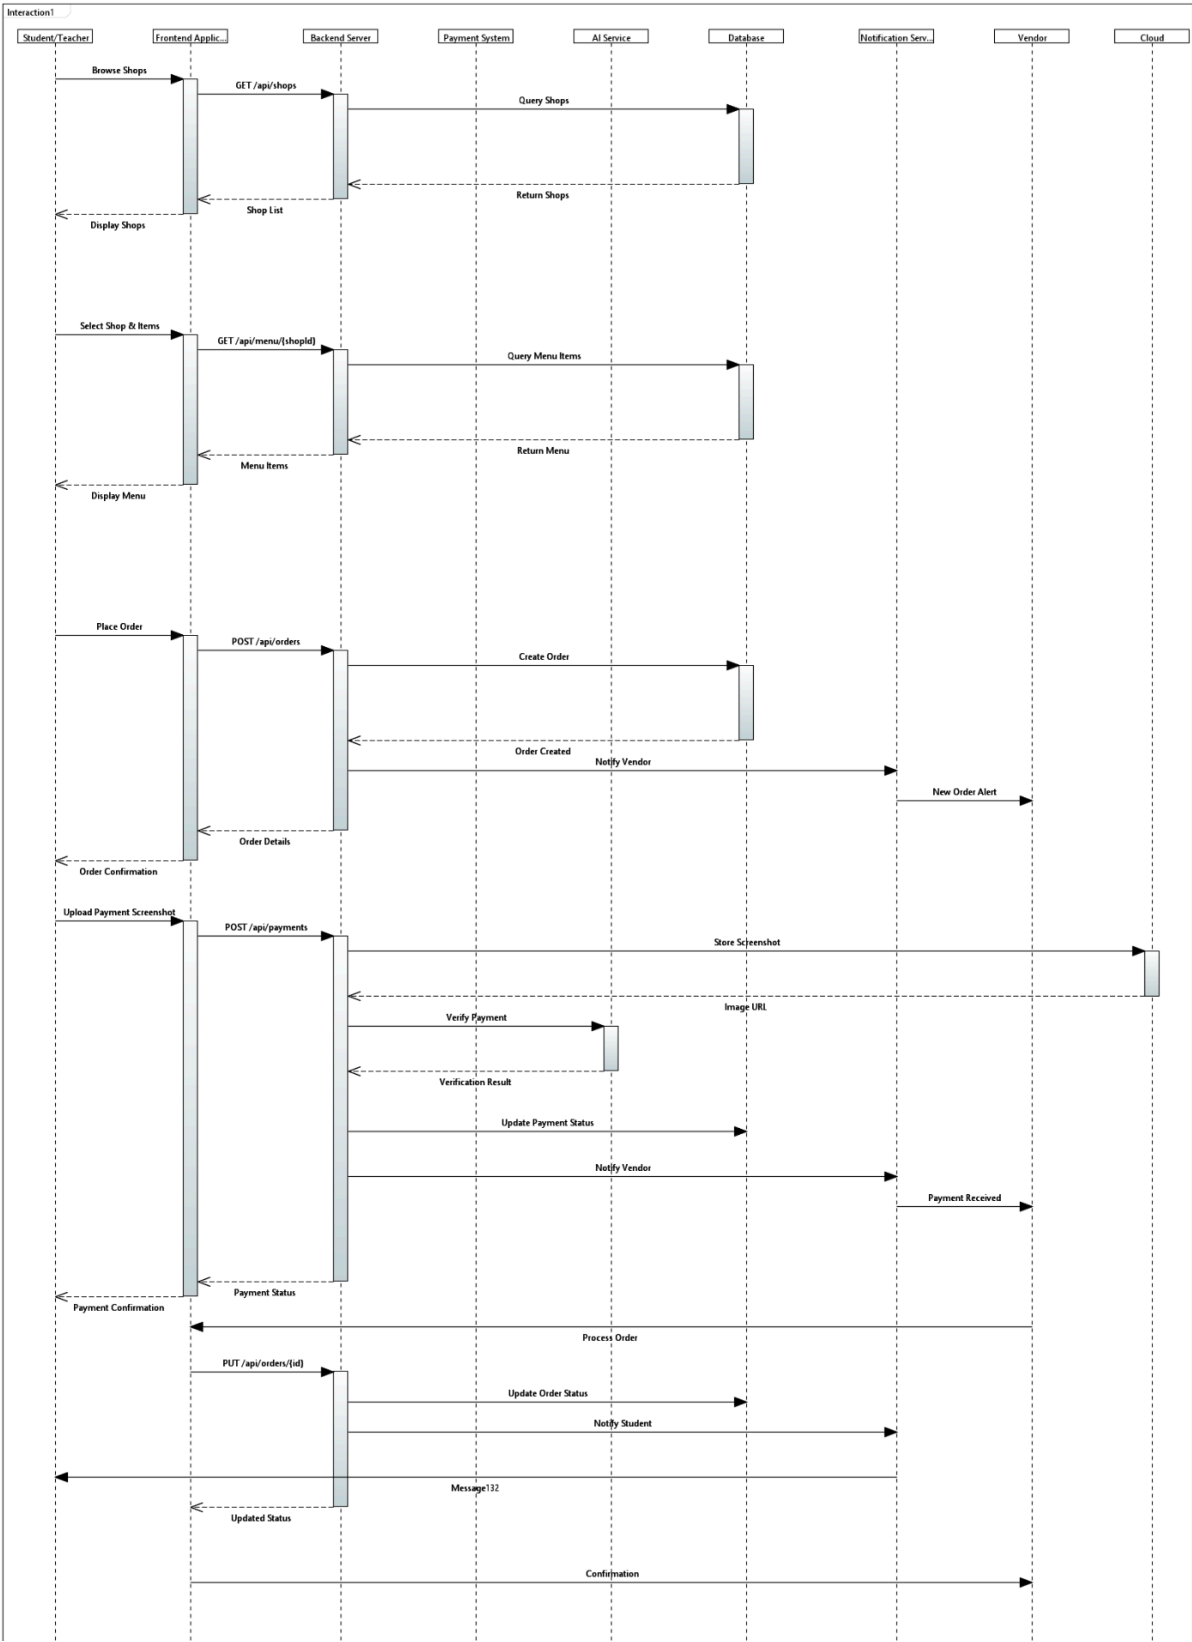 Interaction1
Student/Teacher
Frontend Applic...
Backend Server
Payment System
AI Service
Database
Notification Serv...
Vendor
Cloud
Browse Shops
GET /api/shops
Query Shops
Return Shops
Shop List
Display Shops
Select Shop & Items
GET /api/menu/{shopId}
Query Menu Items
Return Menu
Menu Items
Display Menu
Place Order
POST /api/orders
Create Order
Order Created
Notify Vendor
New Order Alert
Order Details
Order Confirmation
Upload Payment Screenshot
POST /api/payments
Store Screenshot
Image URL
Verify Payment
Verification Result
Update Payment Status
Notify Vendor
Payment Received
Payment Status
Payment Confirmation
Process Order
PUT /api/orders/{id}
Update Order Status
Notify Student
Message132
Updated Status
Confirmation